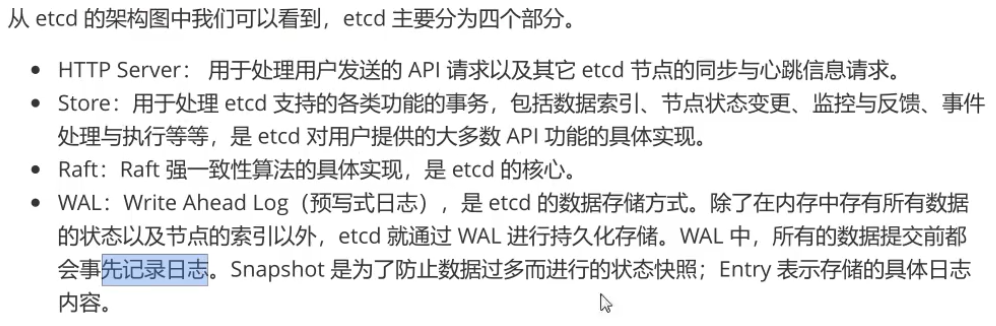 从 etcd 的架构图中我们可以看到，etcd 主要分为四个部分。
• HTTP Server： 用于处理用户发送的 API 请求以及其它 etcd 节点的同步与心跳信息请求。
• Store：用于处理 etcd 支持的各类功能的事务，包括数据索引、节点状态变更、监控与反馈、事件
处理与执行等等，是 etcd 对用户提供的大多数 API 功能的具体实现。
• Raft：Raft 强一致性算法的具体实现，是 etcd 的核心。
• WAL：Write Ahead Log（预写式日志），是 etcd 的数据存储方式。除了在内存中存有所有数据
的状态以及节点的索引以外，etcd 就通过 WAL 进行持久化存储。WAL 中，所有的数据提交前都
会事先记录日志。Snapshot 是为了防止数据过多而进行的状态快照；Entry 表示存储的具体日志
内容。